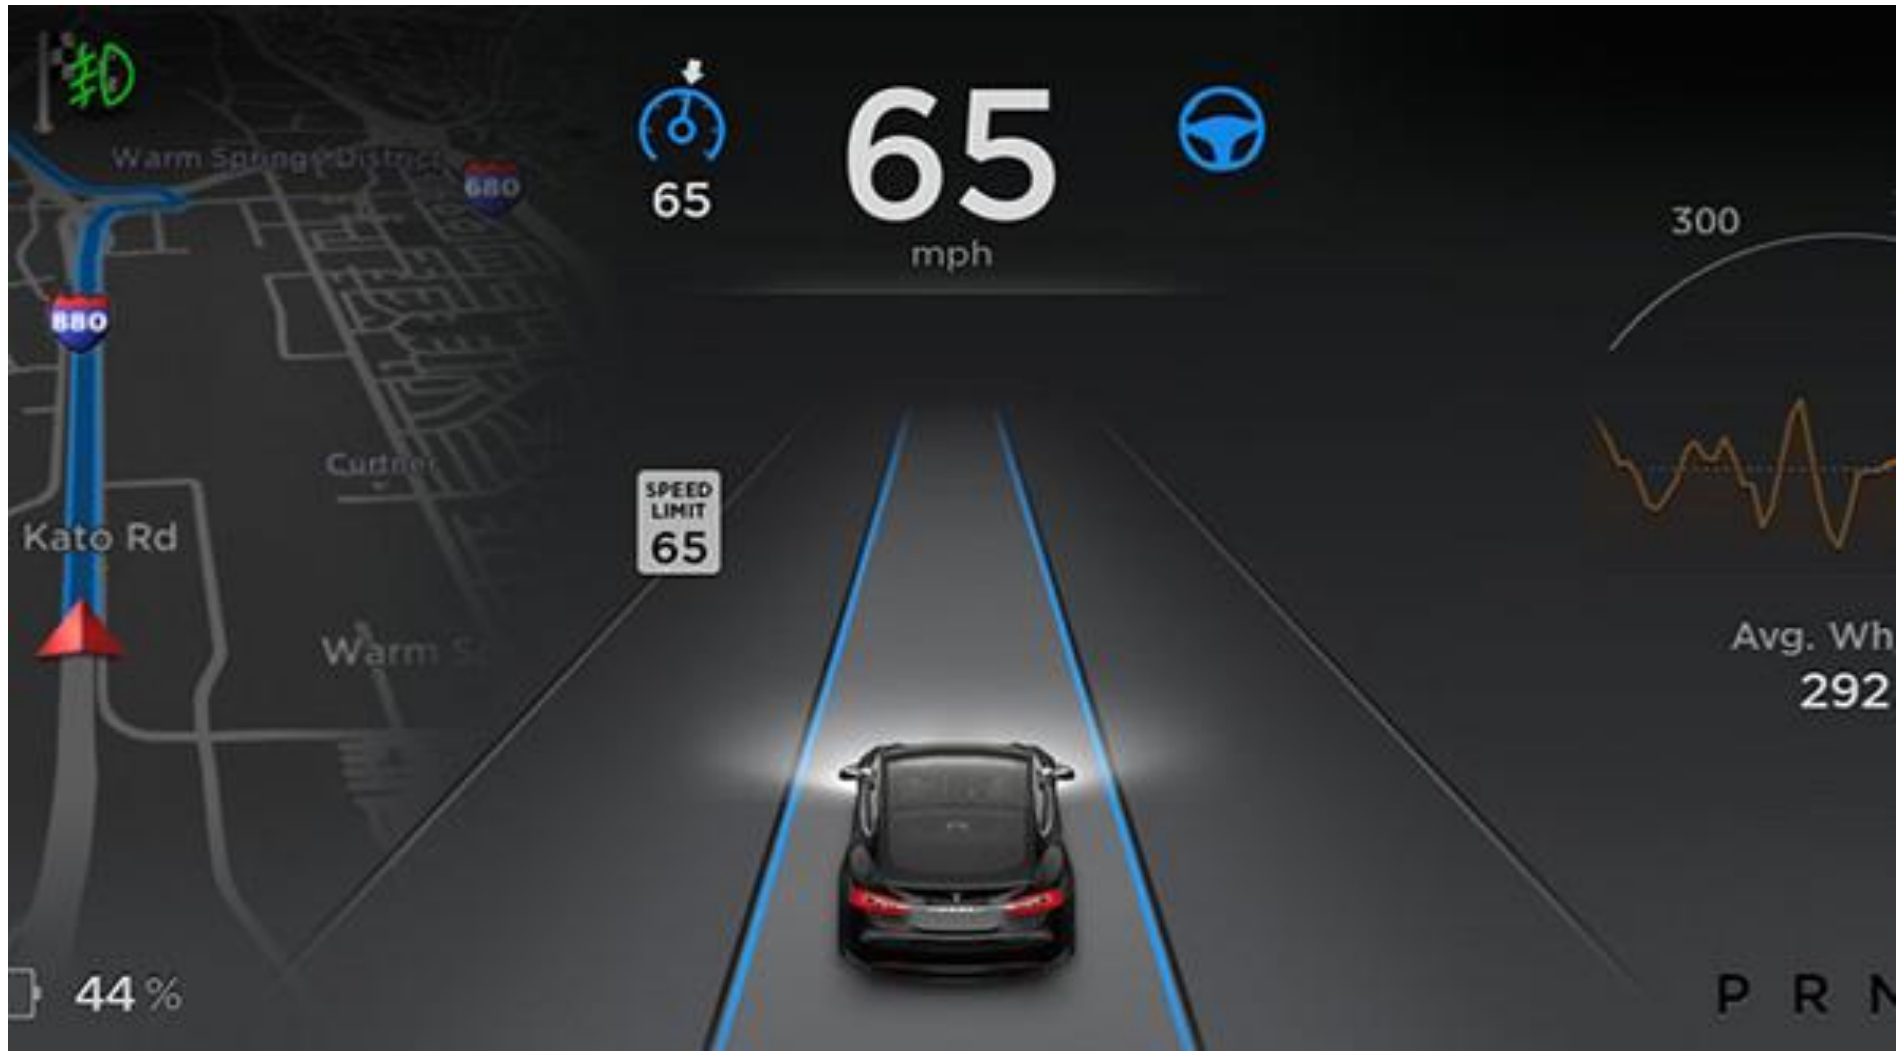 Warm Springs District
680
880
Curtner
Kato Rd
Warm S
44 %
65
65
mph
SPEED
LIMIT
65
300
Avg. Wh
292
P R N